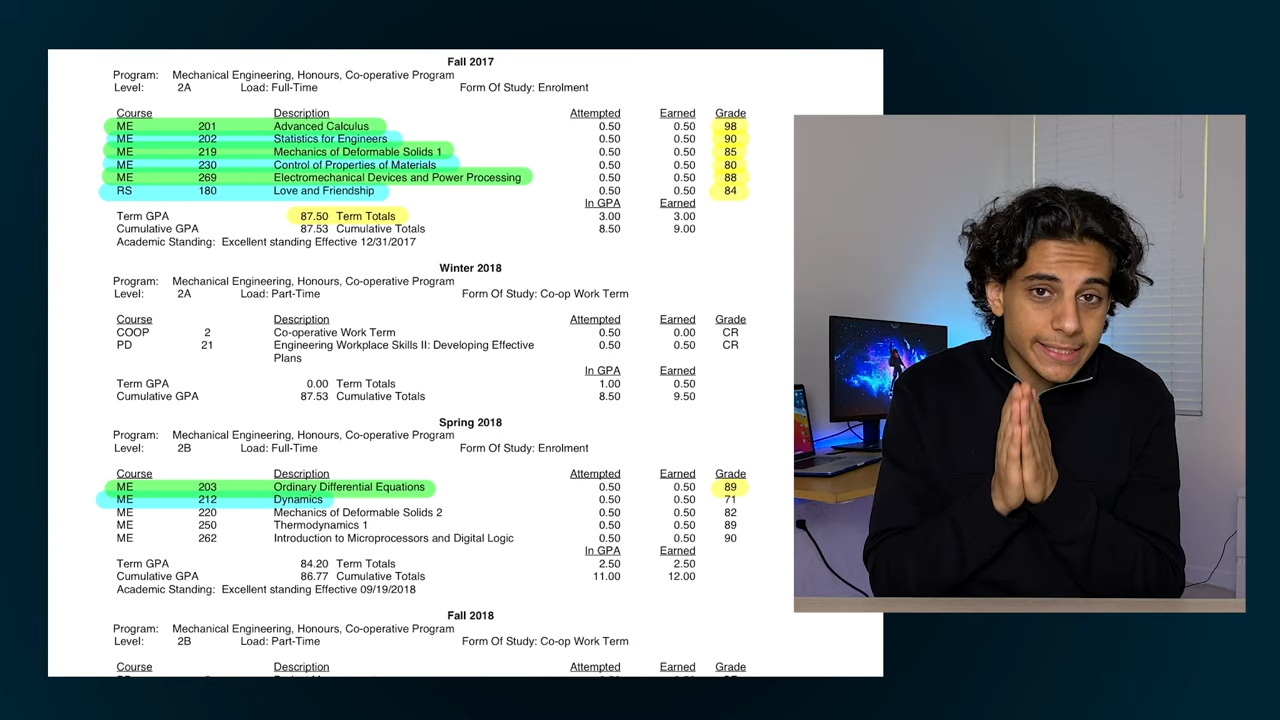 Fall 2017
Program: Mechanical Engineering, Honours, Co-operative Program
Level: 2A Load: Full-Time Form Of Study: Enrolment
Course Description Attempted Earned Grade
ME 201 Advanced Calculus 0.50 0.50 98
ME 202 Statistics for Engineers 0.50 0.50 90
ME 219 Mechanics of Deformable Solids 1 0.50 0.50 85
ME 230 Control of Properties of Materials 0.50 0.50 80
ME 269 Electromechanical Devices and Power Processing 0.50 0.50 88
RS 180 Love and Friendship 0.50 0.50 84
In GPA Earned
Term GPA 87.50 Term Totals 3.00 3.00
Cumulative GPA 87.53 Cumulative Totals 8.50 9.00
Academic Standing: Excellent standing Effective 12/31/2017
Winter 2018
Program: Mechanical Engineering, Honours, Co-operative Program
Level: 2A Load: Part-Time Form Of Study: Co-op Work Term
Course Description Attempted Earned Grade
COOP 2 Co-operative Work Term 0.50 0.00 CR
PD 21 Engineering Workplace Skills II: Developing Effective 0.50 0.50 CR
Plans
In GPA Earned
Term GPA 0.00 Term Totals 1.00 0.50
Cumulative GPA 87.53 Cumulative Totals 8.50 9.50
Spring 2018
Program: Mechanical Engineering, Honours, Co-operative Program
Level: 2B Load: Full-Time Form Of Study: Enrolment
Course Description Attempted Earned Grade
ME 203 Ordinary Differential Equations 0.50 0.50 89
ME 212 Dynamics 0.50 0.50 71
ME 220 Mechanics of Deformable Solids 2 0.50 0.50 82
ME 250 Thermodynamics 1 0.50 0.50 89
ME 262 Introduction to Microprocessors and Digital Logic 0.50 0.50 90
In GPA Earned
Term GPA 84.20 Term Totals 2.50 2.50
Cumulative GPA 86.77 Cumulative Totals 11.00 12.00
Academic Standing: Excellent standing Effective 09/19/2018
Fall 2018
Program: Mechanical Engineering, Honours, Co-operative Program
Level: 2B Load: Part-Time Form Of Study: Co-op Work Term
Course Description Attempted Earned Grade